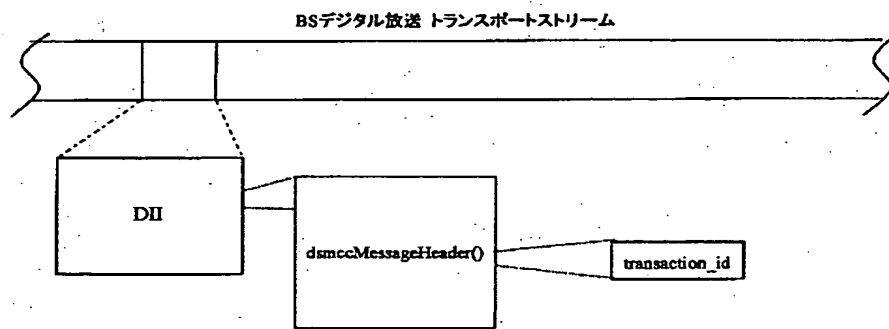 BSデジタル放送 トランスポートストリーム
DII
dsmccMessageHeader()
transaction_id